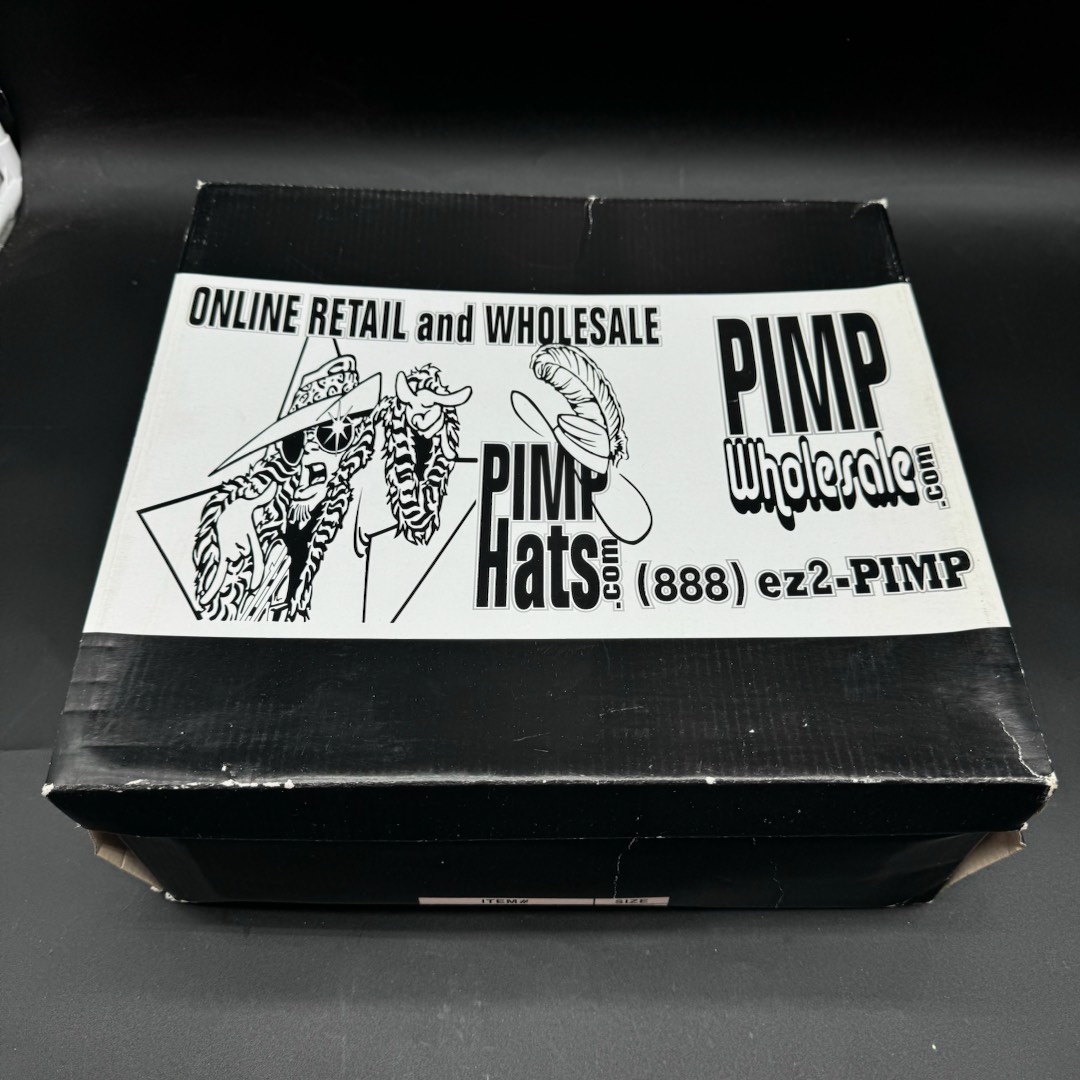 ONLINE RETAIL and WHOLESALE
PIMP
Wholesale.com
PIMP
Hats.com
(888) ez2-PIMP
ITEM# SIZE